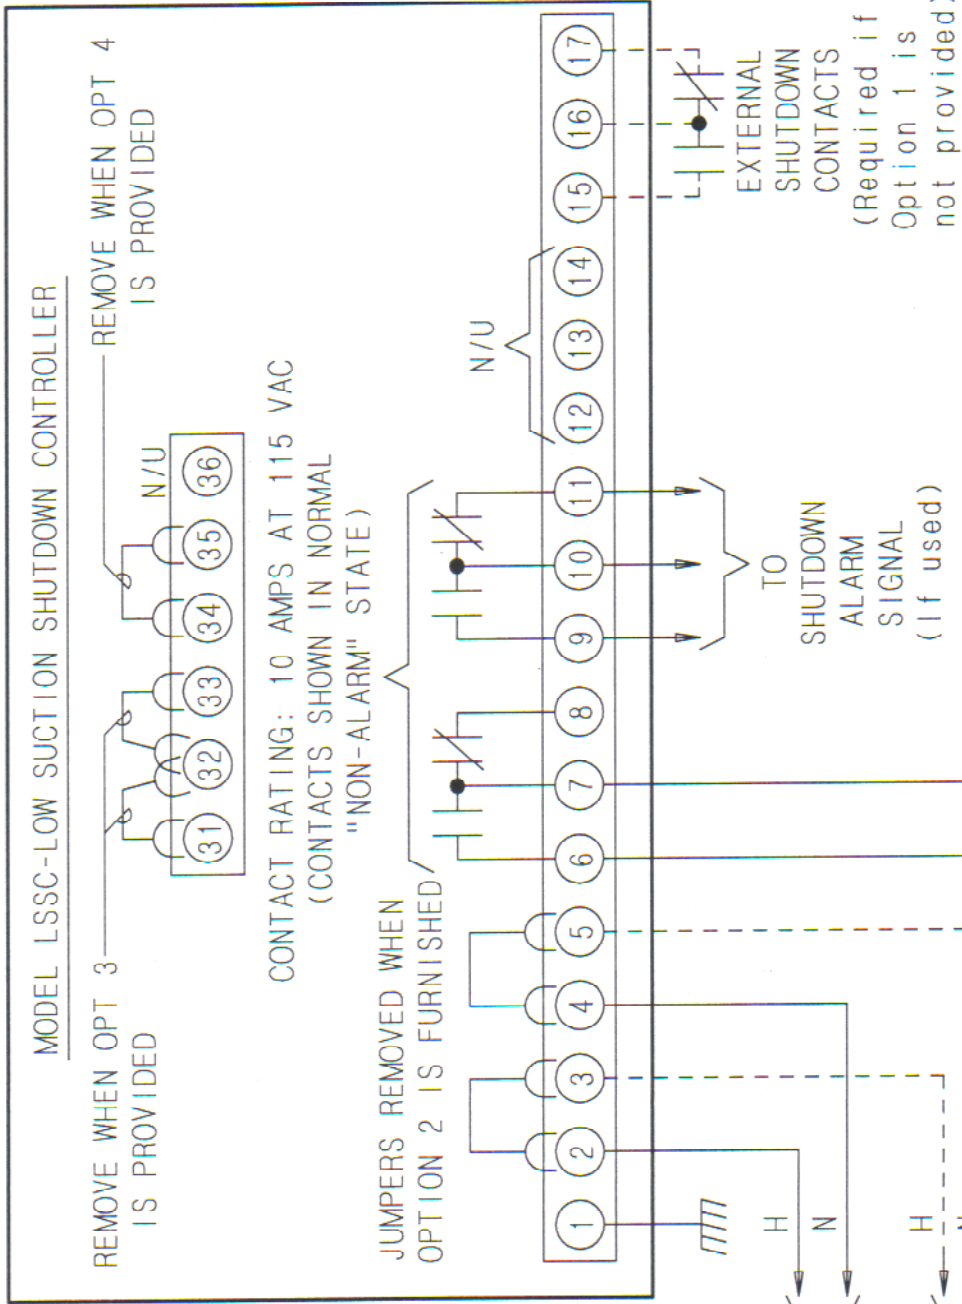 MODEL LSSC-LOW SUCTION SHUTDOWN CONTROLLER
REMOVE WHEN OPT 3
IS PROVIDED
REMOVE WHEN OPT 4
IS PROVIDED
N/U
31 32 33 34 35 36
CONTACT RATING: 10 AMPS AT 115 VAC
(CONTACTS SHOWN IN NORMAL
"NON-ALARM" STATE)
JUMPERS REMOVED WHEN
OPTION 2 IS FURNISHED
N/U
1 2 3 4 5 6 7 8 9 10 11 12 13 14 15 16 17
H
N
H
TO
SHUTDOWN
ALARM
SIGNAL
(If used)
EXTERNAL
SHUTDOWN
CONTACTS
(Required if
Option 1 is
not provided)